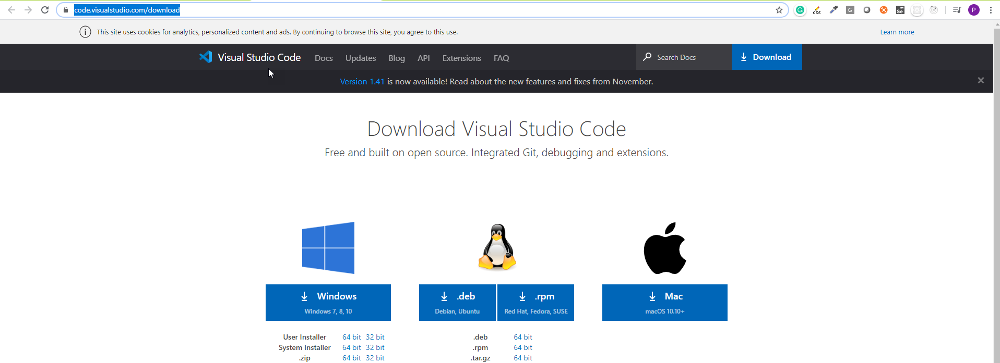 code.visualstudio.com/download
css
G
Se
P
This site uses cookies for analytics, personalized content and ads. By continuing to browse this site, you agree to this use.
Learn more
Visual Studio Code Docs Updates Blog API Extensions FAQ Search Docs Download
Version 1.41 is now available! Read about the new features and fixes from November.
Download Visual Studio Code
Free and built on open source. Integrated Git, debugging and extensions.
Windows
Windows 7, 8, 10
.deb
Debian, Ubuntu
.rpm
Red Hat, Fedora, SUSE
Mac
macOS 10.10+
User Installer 64 bit 32 bit
System Installer 64 bit 32 bit
.zip 64 bit 32 bit
.deb 64 bit
.rpm 64 bit
.tar.gz 64 bit